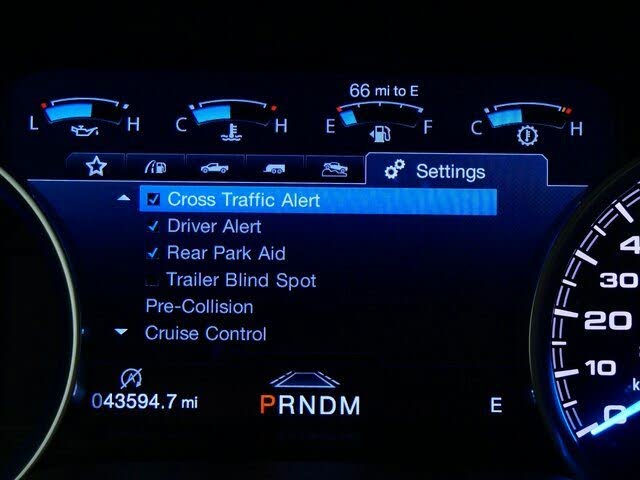 66 mi to E
L H C H E F C H
Settings
Cross Traffic Alert
Driver Alert
Rear Park Aid
Trailer Blind Spot
Pre-Collision
Cruise Control
043594.7 mi
PRNDM
E
4
30
20
10
0